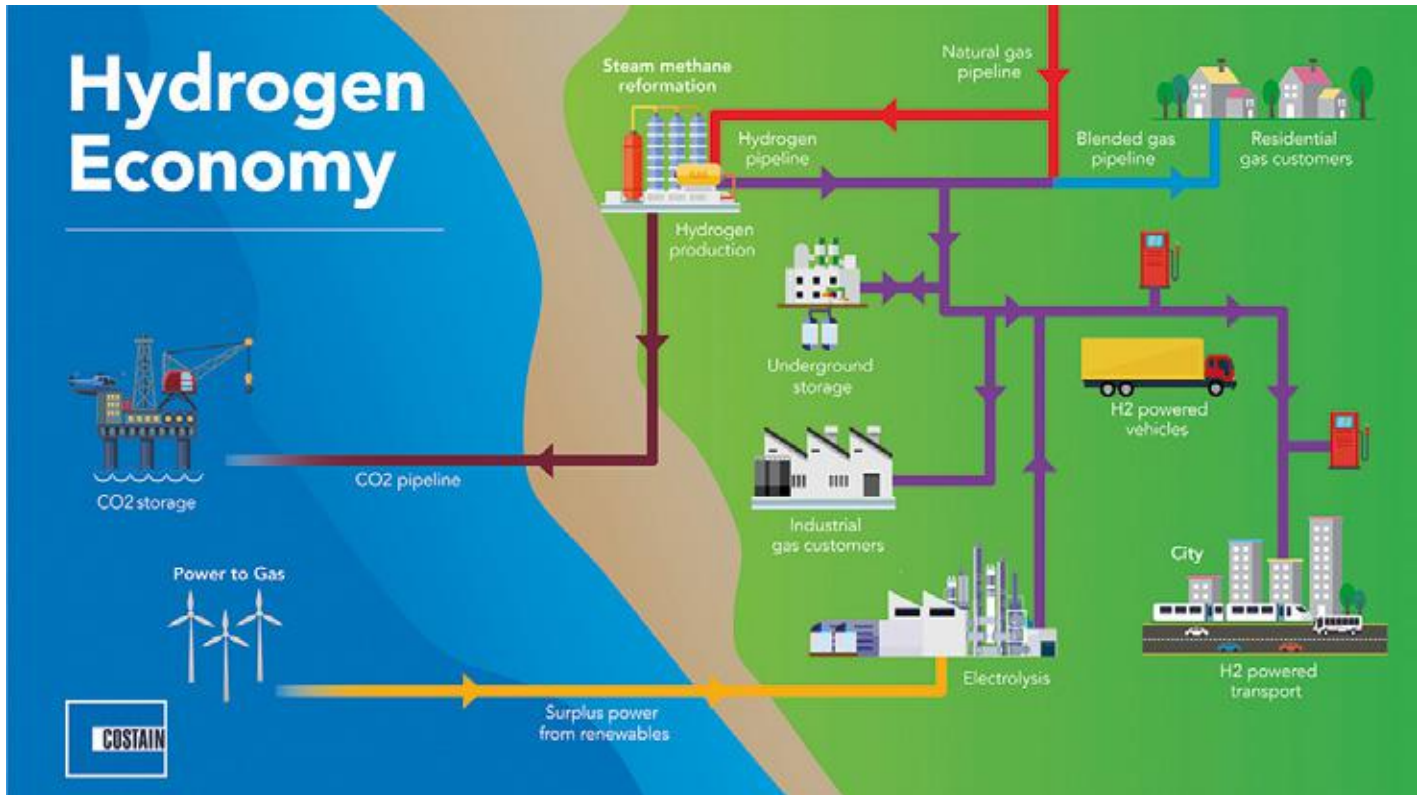 Hydrogen
Economy
Steam methane
reformation
Natural gas
pipeline
Hydrogen
pipeline
Blended gas
pipeline
Residential
gas customers
Hydrogen
production
Underground
storage
H2 powered
vehicles
CO2 storage
CO2 pipeline
Industrial
gas customers
City
Power to Gas
Electrolysis
H2 powered
transport
Surplus power
from renewables
COSTAIN